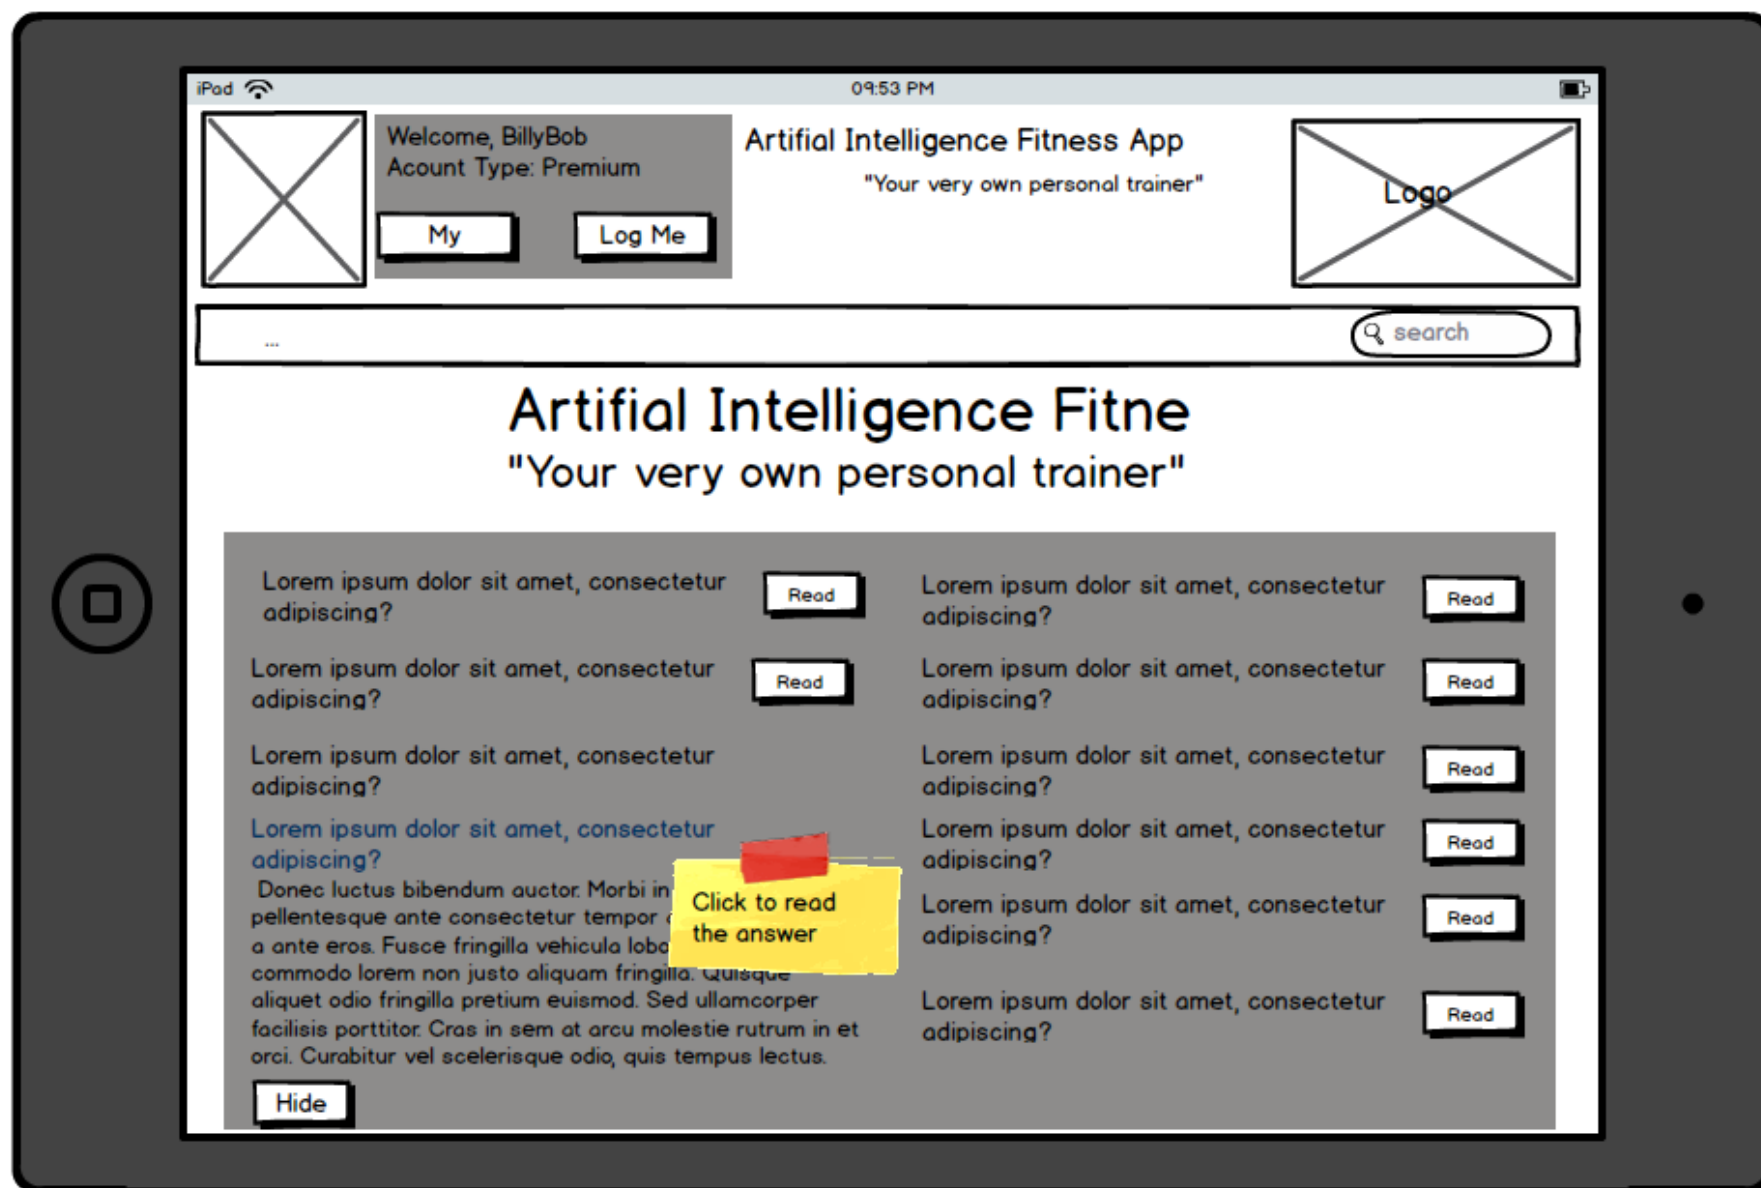 iPad
09:53 PM
Welcome, BillyBob
Acount Type: Premium
My
Log Me
Artifial Intelligence Fitness App
"Your very own personal trainer"
Logo
...
search
Artifial Intelligence Fitne
"Your very own personal trainer"
Lorem ipsum dolor sit amet, consectetur
adipiscing?
Read
Lorem ipsum dolor sit amet, consectetur
adipiscing?
Read
Lorem ipsum dolor sit amet, consectetur
adipiscing?
Lorem ipsum dolor sit amet, consectetur
adipiscing?
Donec luctus bibendum auctor. Morbi in
pellentesque ante consectetur tempor
a ante eros. Fusce fringilla vehicula
commodo lorem non justo aliquam fringilla. Quisque
aliquet odio fringilla pretium euismod. Sed ullamcorper
facilisis porttitor. Cras in sem at arcu molestie rutrum in et
orci. Curabitur vel scelerisque odio, quis tempus lectus.
Hide
Click to read
the answer
Lorem ipsum dolor sit amet, consectetur
adipiscing?
Read
Lorem ipsum dolor sit amet, consectetur
adipiscing?
Read
Lorem ipsum dolor sit amet, consectetur
adipiscing?
Read
Lorem ipsum dolor sit amet, consectetur
adipiscing?
Read
Lorem ipsum dolor sit amet, consectetur
adipiscing?
Read
Lorem ipsum dolor sit amet, consectetur
adipiscing?
Read